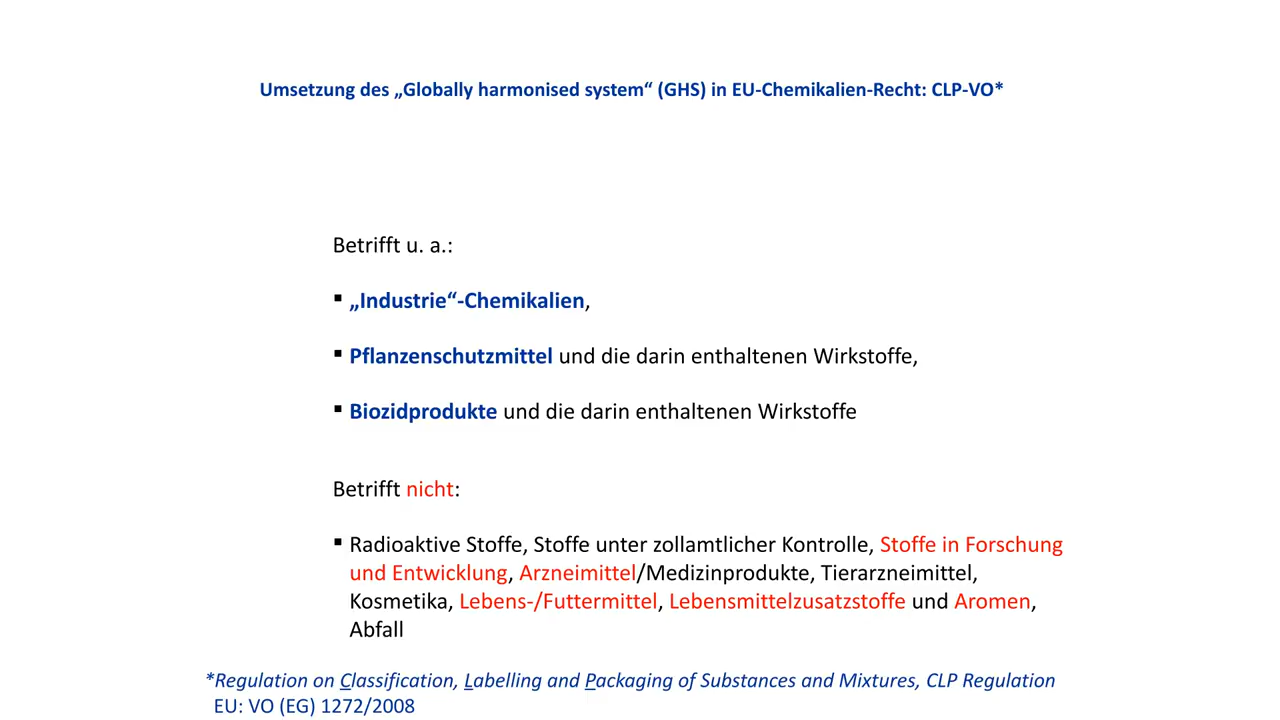 Umsetzung des „Globally harmonised system“ (GHS) in EU-Chemikalien-Recht: CLP-VO*
Betrifft u. a.:
▪ „Industrie“-Chemikalien,
▪ Pflanzenschutzmittel und die darin enthaltenen Wirkstoffe,
▪ Biozidprodukte und die darin enthaltenen Wirkstoffe
Betrifft nicht:
▪ Radioaktive Stoffe, Stoffe unter zollamtlicher Kontrolle, Stoffe in Forschung
und Entwicklung, Arzneimittel/Medizinprodukte, Tierarzneimittel,
Kosmetika, Lebens-/Futtermittel, Lebensmittelzusatzstoffe und Aromen,
Abfall
*Regulation on Classification, Labelling and Packaging of Substances and Mixtures, CLP Regulation
EU: VO (EG) 1272/2008